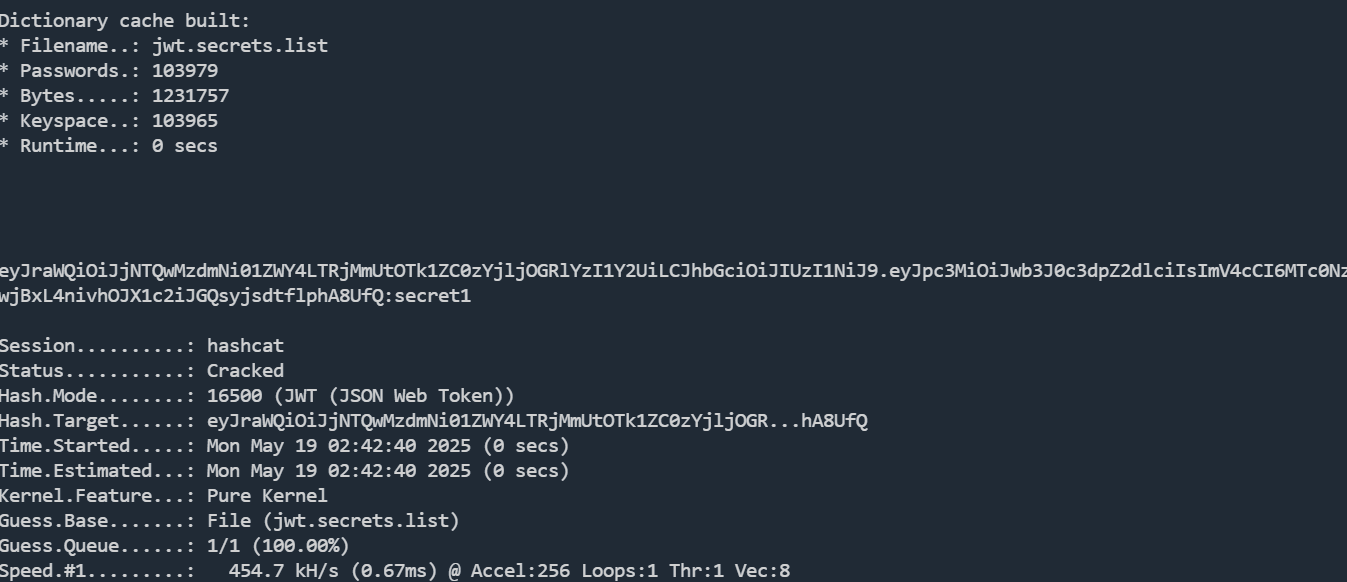 Dictionary cache built:
* Filename..: jwt.secrets.list
* Passwords.: 103979
* Bytes.....: 1231757
* Keyspace..: 103965
* Runtime...: 0 secs
eyJraWQiOiJjNTQwMzdmNi01ZWY4LTRjMmUtOTk1ZC0zYjljOGRlYzI1Y2UiLCJhbGciOiJIUzI1NiJ9.eyJpc3MiOiJwb3J0c3dpZ2dlciIsImV4cCI6MTc0Nz
wjBxL4nivhOJX1c2iJGQsyjsdtflphA8UfQ:secret1
Session..........: hashcat
Status...........: Cracked
Hash.Mode........: 16500 (JWT (JSON Web Token))
Hash.Target......: eyJraWQiOiJjNTQwMzdmNi01ZWY4LTRjMmUtOTk1ZC0zYjljOGR...hA8UfQ
Time.Started.....: Mon May 19 02:42:40 2025 (0 secs)
Time.Estimated...: Mon May 19 02:42:40 2025 (0 secs)
Kernel.Feature...: Pure Kernel
Guess.Base.......: File (jwt.secrets.list)
Guess.Queue......: 1/1 (100.00%)
Speed.#1.........:   454.7 kH/s (0.67ms) @ Accel:256 Loops:1 Thr:1 Vec:8